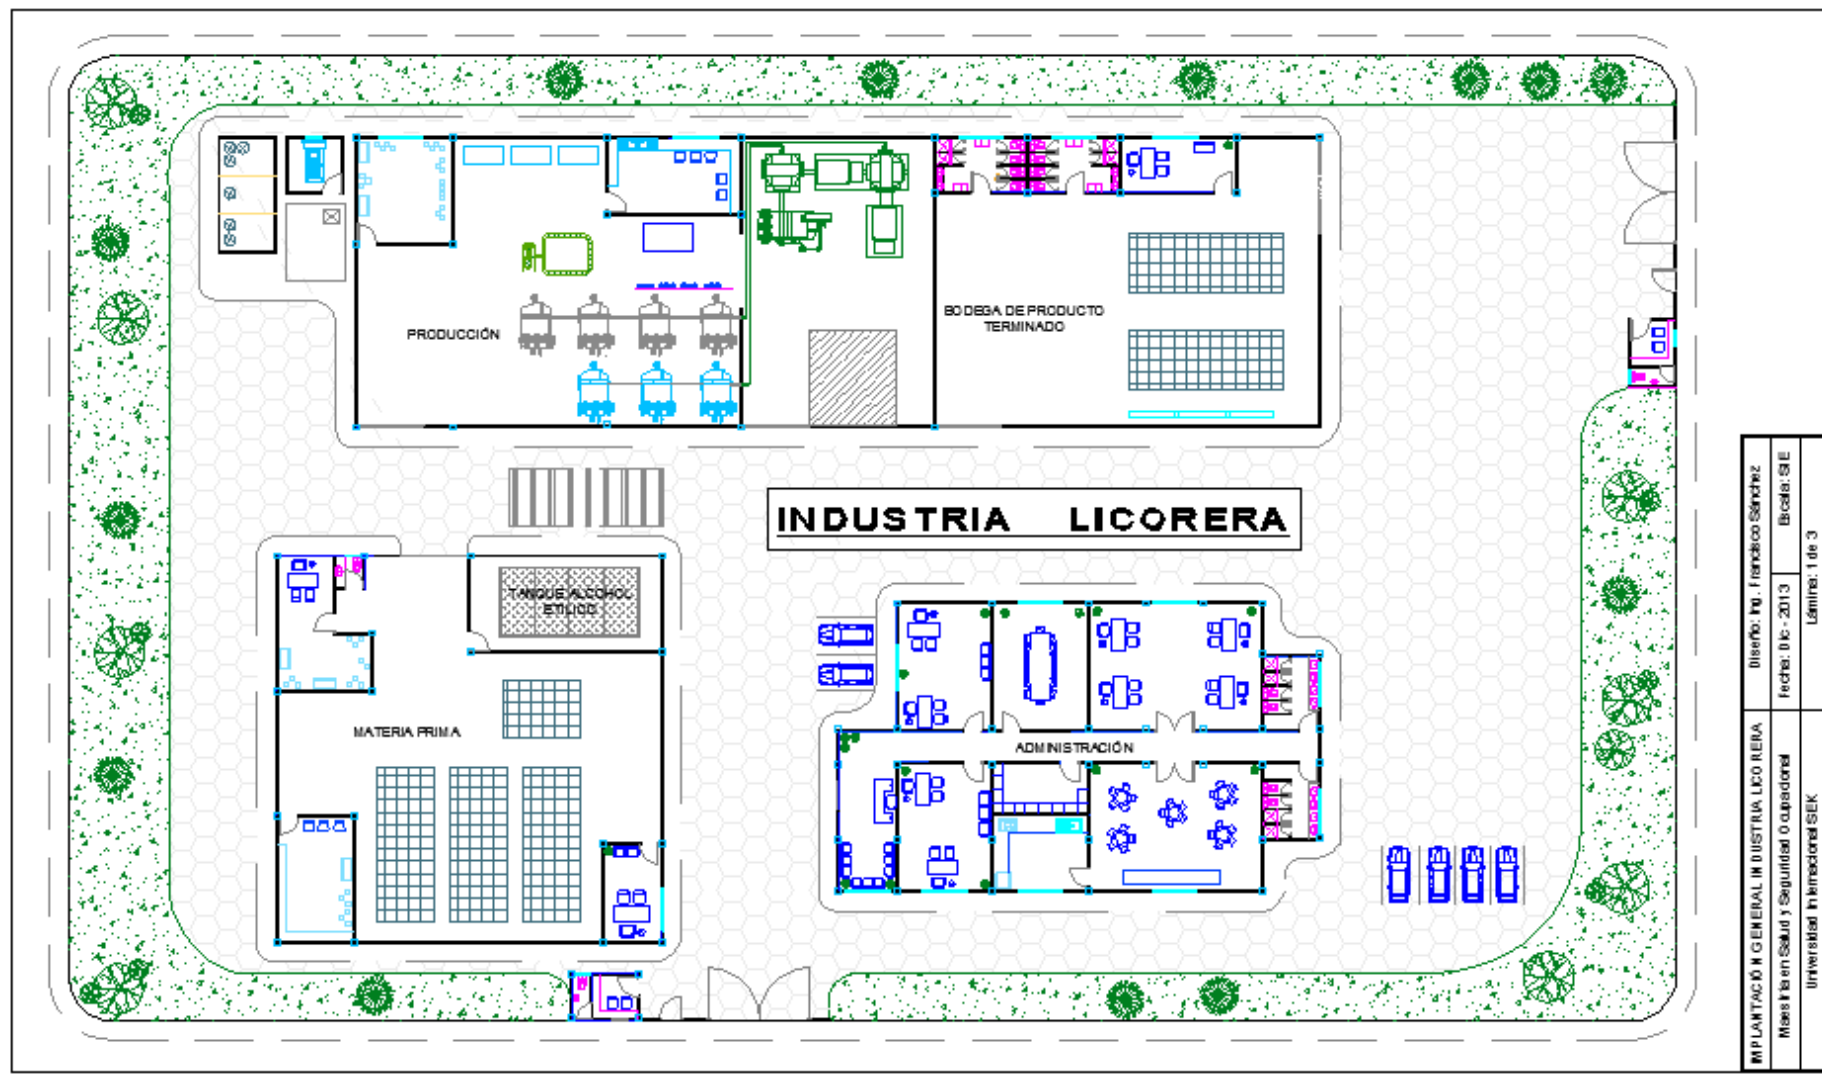 PRODUCCIÓN
BODEGA DE PRODUCTO
TERMINADO
INDUSTRIA LICORERA
TANQUE ALCOHOL
ETILICO
MATERIA PRIMA
ADMINISTRACIÓN
IMPLANTACIÓN GENERAL INDUSTRIA LICORERA
Diseño: Ing. Francisco Sánchez
Maestria en Salud y Seguridad Ocupacional
Fecha: Dic - 2013
Escala: S\E
Universidad Internacional SEK
Lámina: 1 de 3